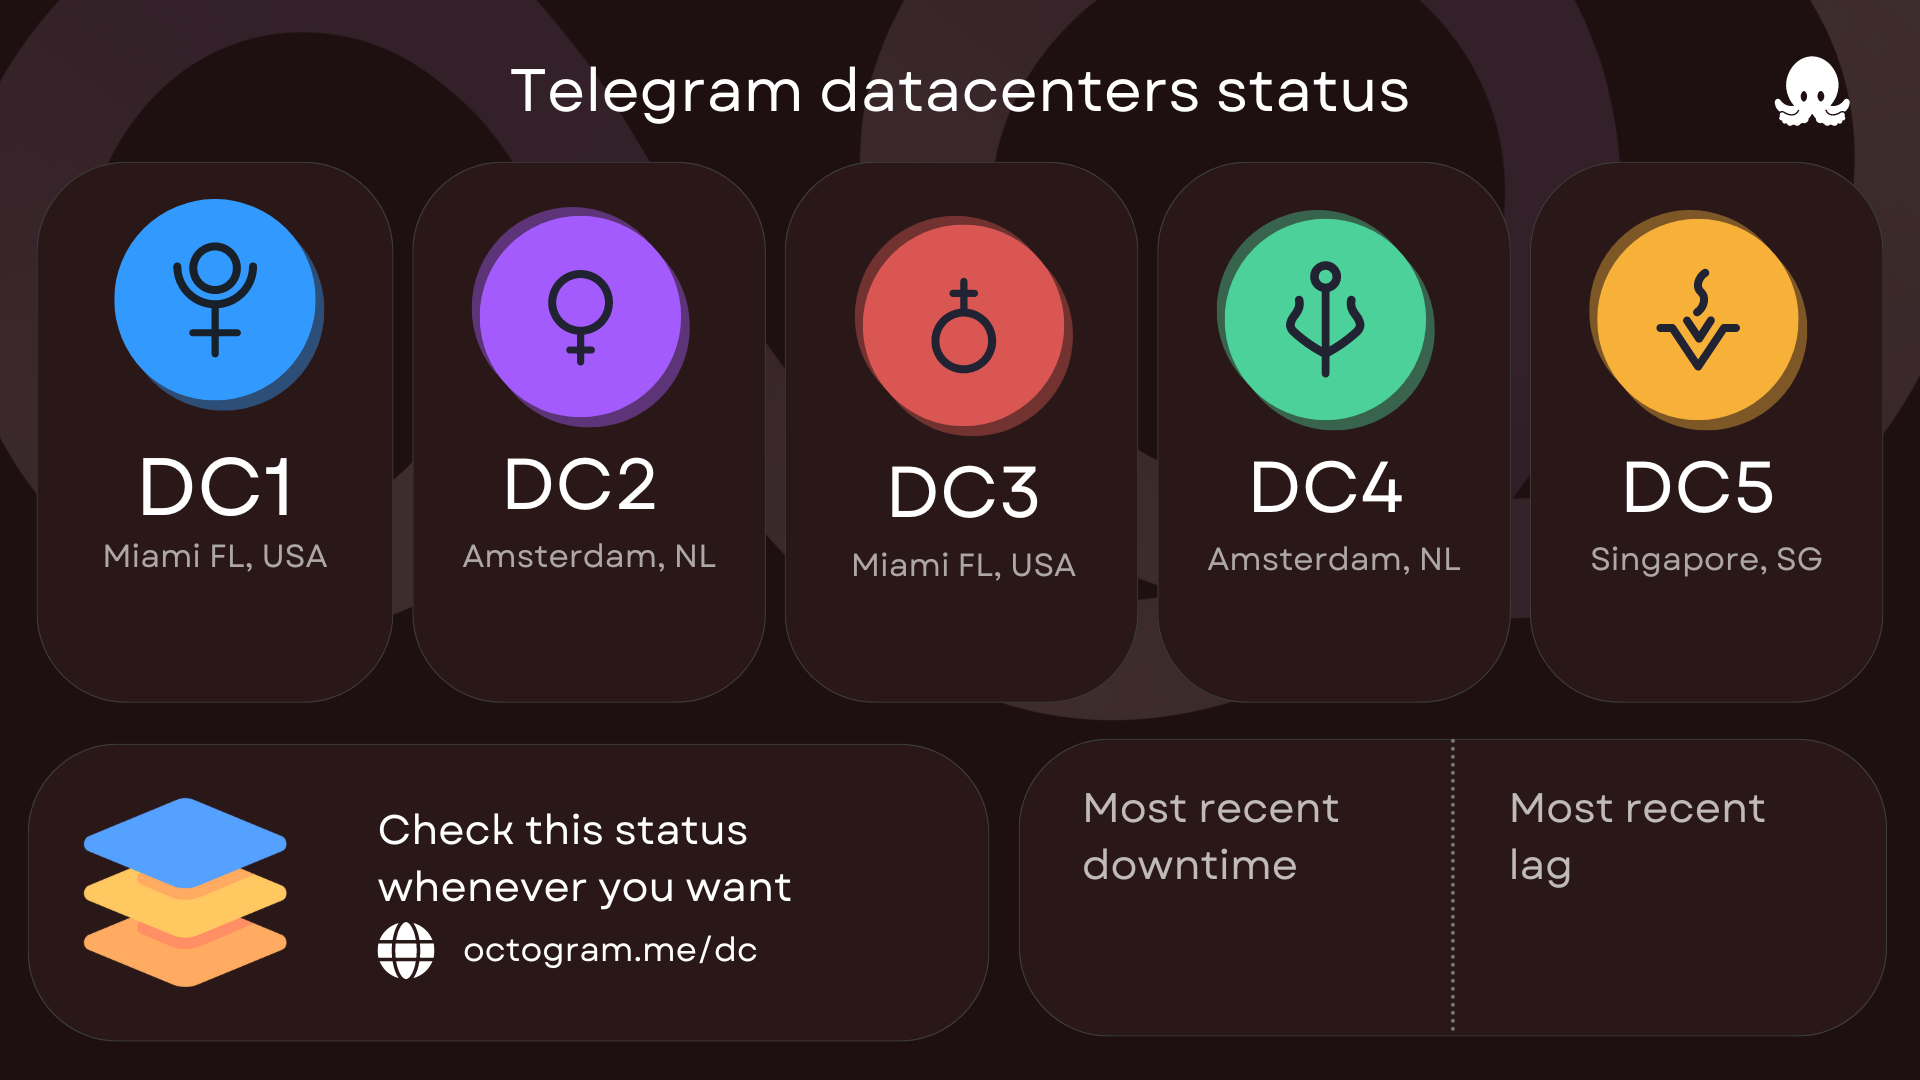 Telegram datacenters status
DC1
Miami FL, USA
DC2
Amsterdam, NL
DC3
Miami FL, USA
DC4
Amsterdam, NL
DC5
Singapore, SG
Check this status
whenever you want
octogram.me/dc
Most recent
downtime
Most recent
lag